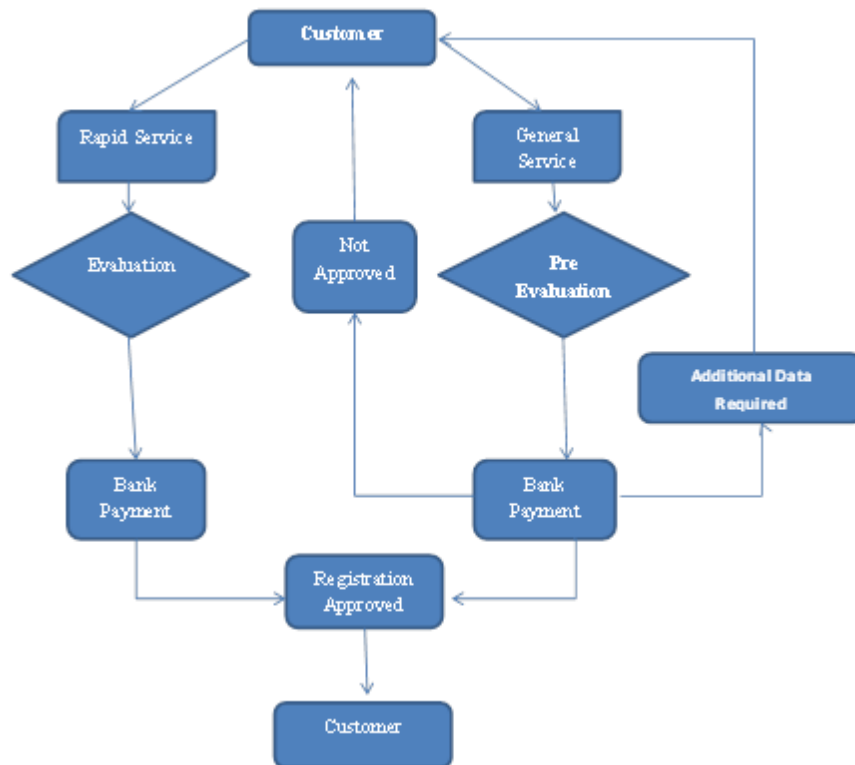 Customer
Rapid Service
General
Service
Evaluation
Not
Approved
Pre
Evaluation
Additional Data
Required
Bank
Payment
Bank
Payment
Registration
Approved
Customer